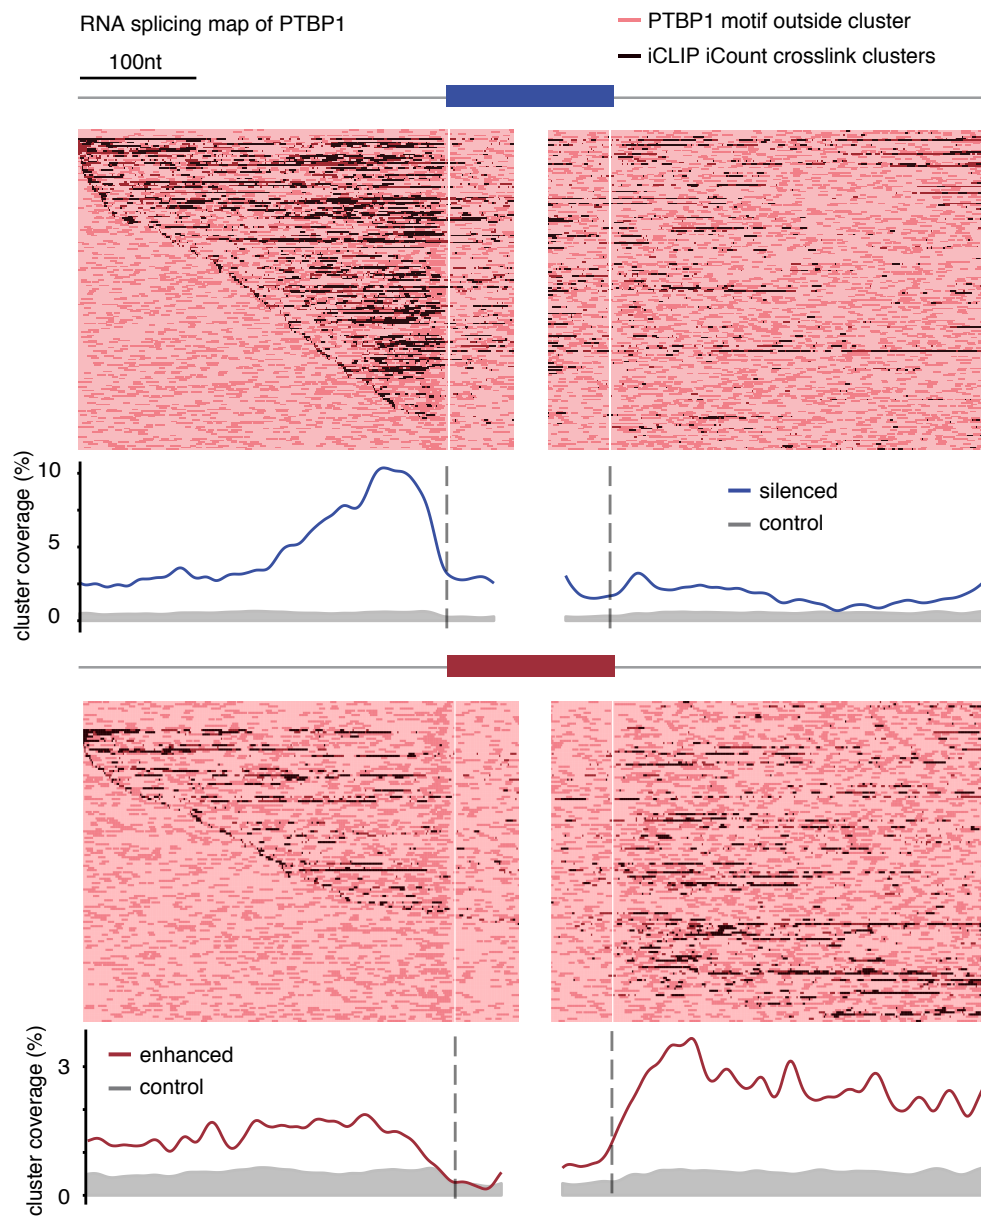 RNA splicing map of PTBP1
PTBP1 motif outside cluster
iCLIP iCount crosslink clusters
100nt
cluster coverage (%)
10
5
0
silenced
control
cluster coverage (%)
3
0
enhanced
control